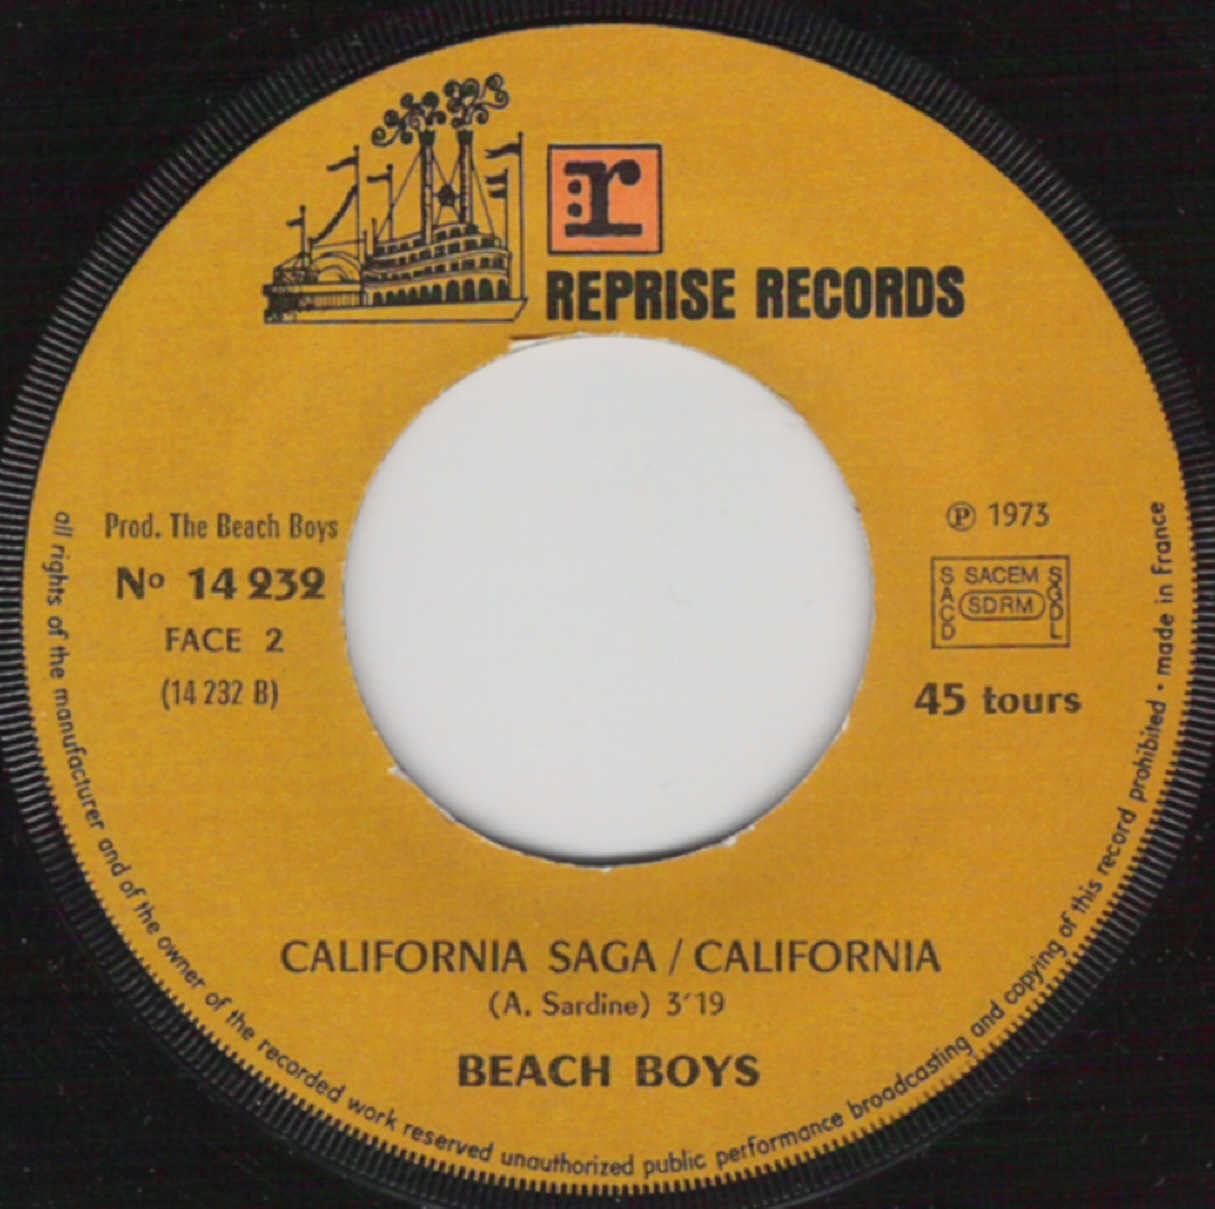 r
REPRISE RECORDS
Prod. The Beach Boys
Nº 14 232
FACE 2
(14 232 B)
℗ 1973
SACEM
SACD
SDRM
SGDL
45 tours
CALIFORNIA SAGA / CALIFORNIA
(A. Sardine) 3'19
BEACH BOYS
all rights of the manufacturer and of the owner of the recorded work reserved unauthorized public performance broadcasting and copying of this record prohibited • made in France